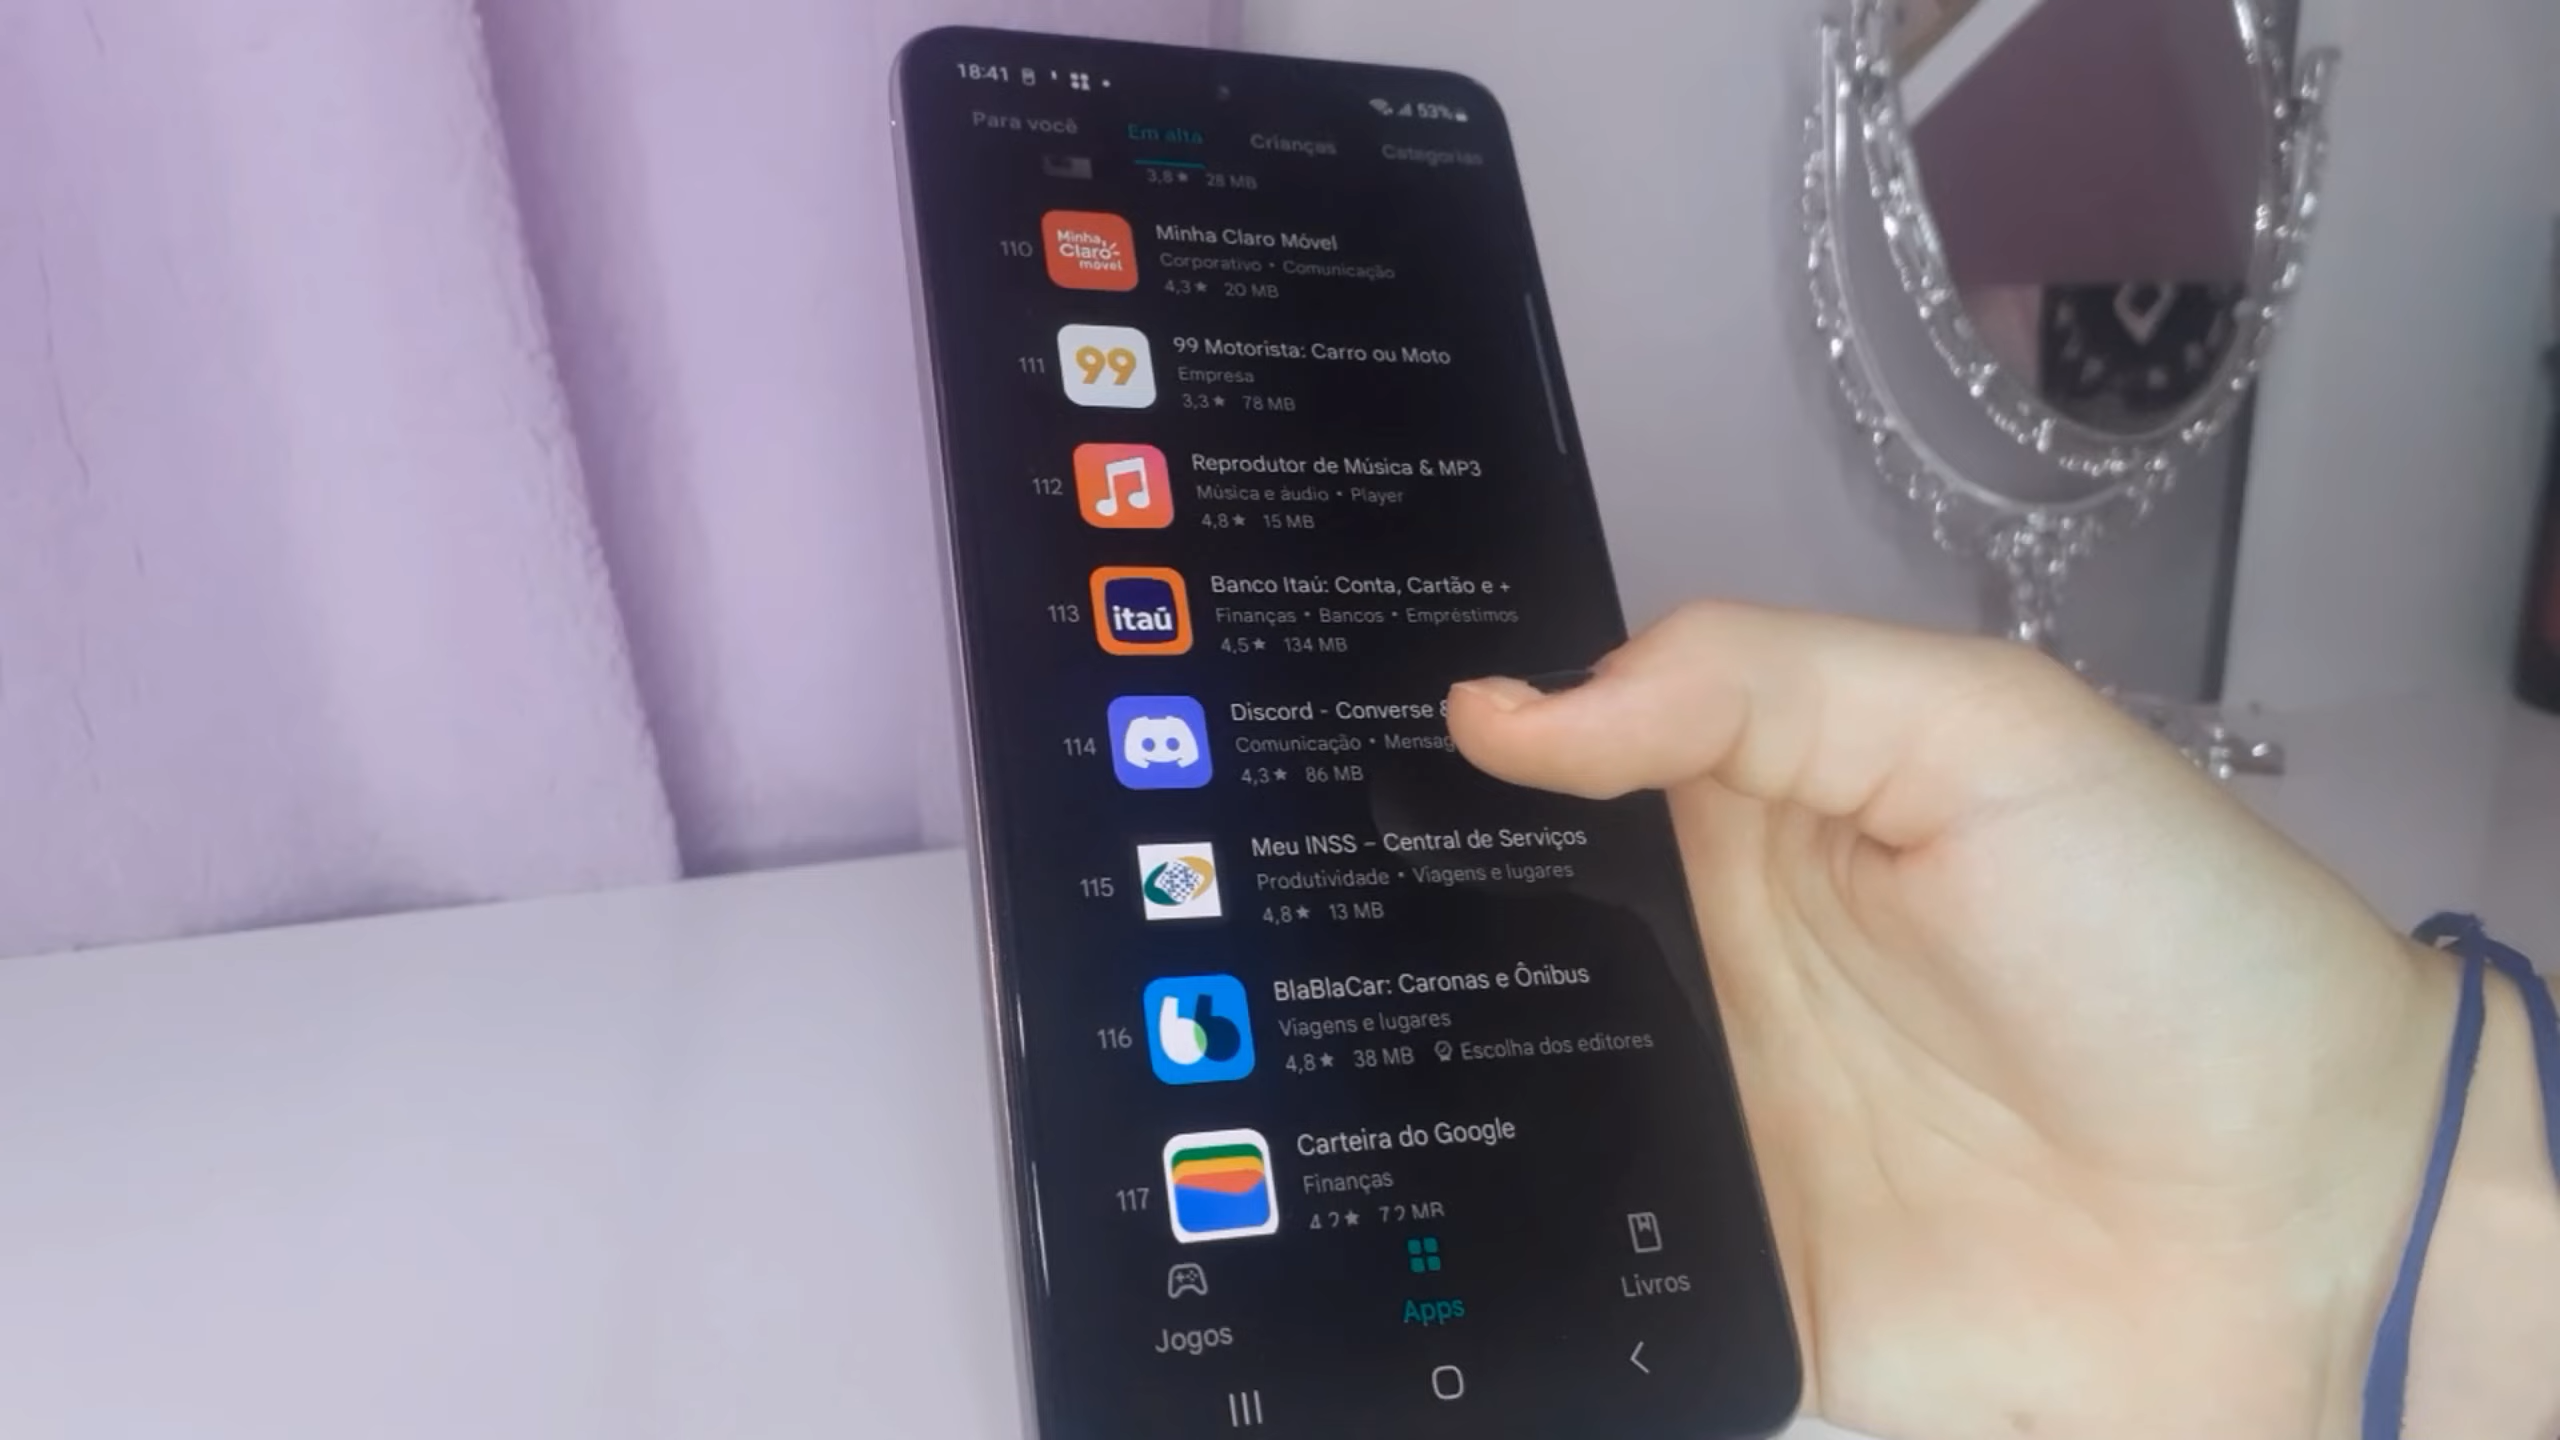 18:41
53%
Para você Em alta Crianças Categorias
3,8★ 28 MB
110
Minha
Claro-
móvel
Minha Claro Móvel
Corporativo • Comunicação
4,3★ 20 MB
111
99
99 Motorista: Carro ou Moto
Empresa
3,3★ 78 MB
112
Reprodutor de Música & MP3
Música e áudio • Player
4,8★ 15 MB
113
itaú
Banco Itaú: Conta, Cartão e +
Finanças • Bancos • Empréstimos
4,5★ 134 MB
114
Discord - Converse
Comunicação • Mensag
4,3★ 86 MB
115
Meu INSS – Central de Serviços
Produtividade • Viagens e lugares
4,8★ 13 MB
116
BlaBlaCar: Caronas e Ônibus
Viagens e lugares
4,8★ 38 MB Escolha dos editores
117
Carteira do Google
Finanças
Jogos
Apps
Livros